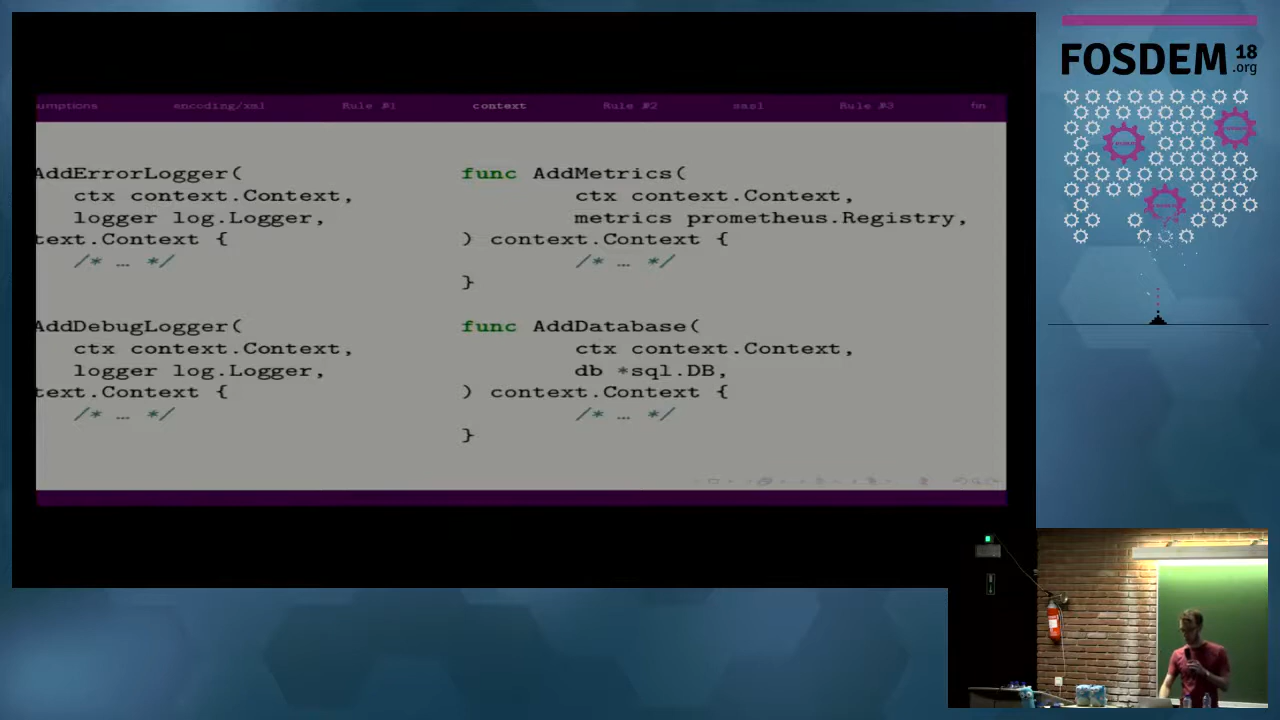 FOSDEM 18 .org
umptions encoding/xml Rule #1 context Rule #2 sasl Rule #3 fin
AddErrorLogger(
ctx context.Context,
logger log.Logger,
text.Context {
/* … */
AddDebugLogger(
ctx context.Context,
logger log.Logger,
text.Context {
/* … */
func AddMetrics(
ctx context.Context,
metrics prometheus.Registry,
) context.Context {
/* … */
}
func AddDatabase(
ctx context.Context,
db *sql.DB,
) context.Context {
/* … */
}